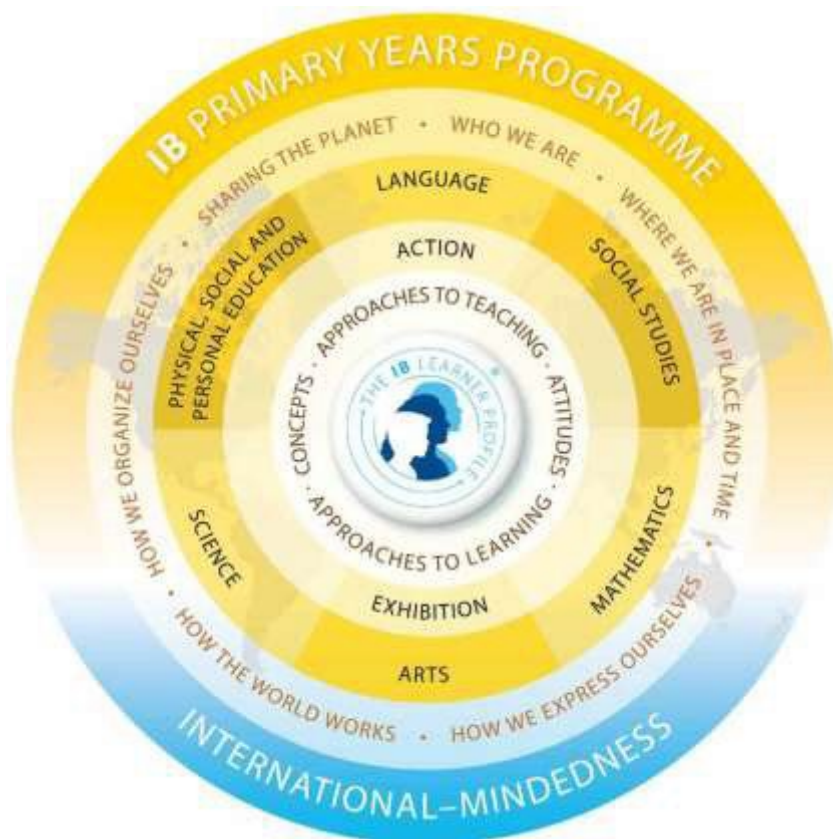 IB PRIMARY YEARS PROGRAMME
SHARING THE PLANET • WHO WE ARE • WHERE WE ARE IN PLACE AND TIME • HOW WE EXPRESS OURSELVES • HOW THE WORLD WORKS • HOW WE ORGANIZE OURSELVES •
LANGUAGE
SOCIAL STUDIES
MATHEMATICS
ARTS
SCIENCE
PHYSICAL, SOCIAL AND
PERSONAL EDUCATION
ACTION
EXHIBITION
APPROACHES TO TEACHING · ATTITUDES · APPROACHES TO LEARNING · CONCEPTS ·
THE IB LEARNER PROFILE
®
INTERNATIONAL–MINDEDNESS